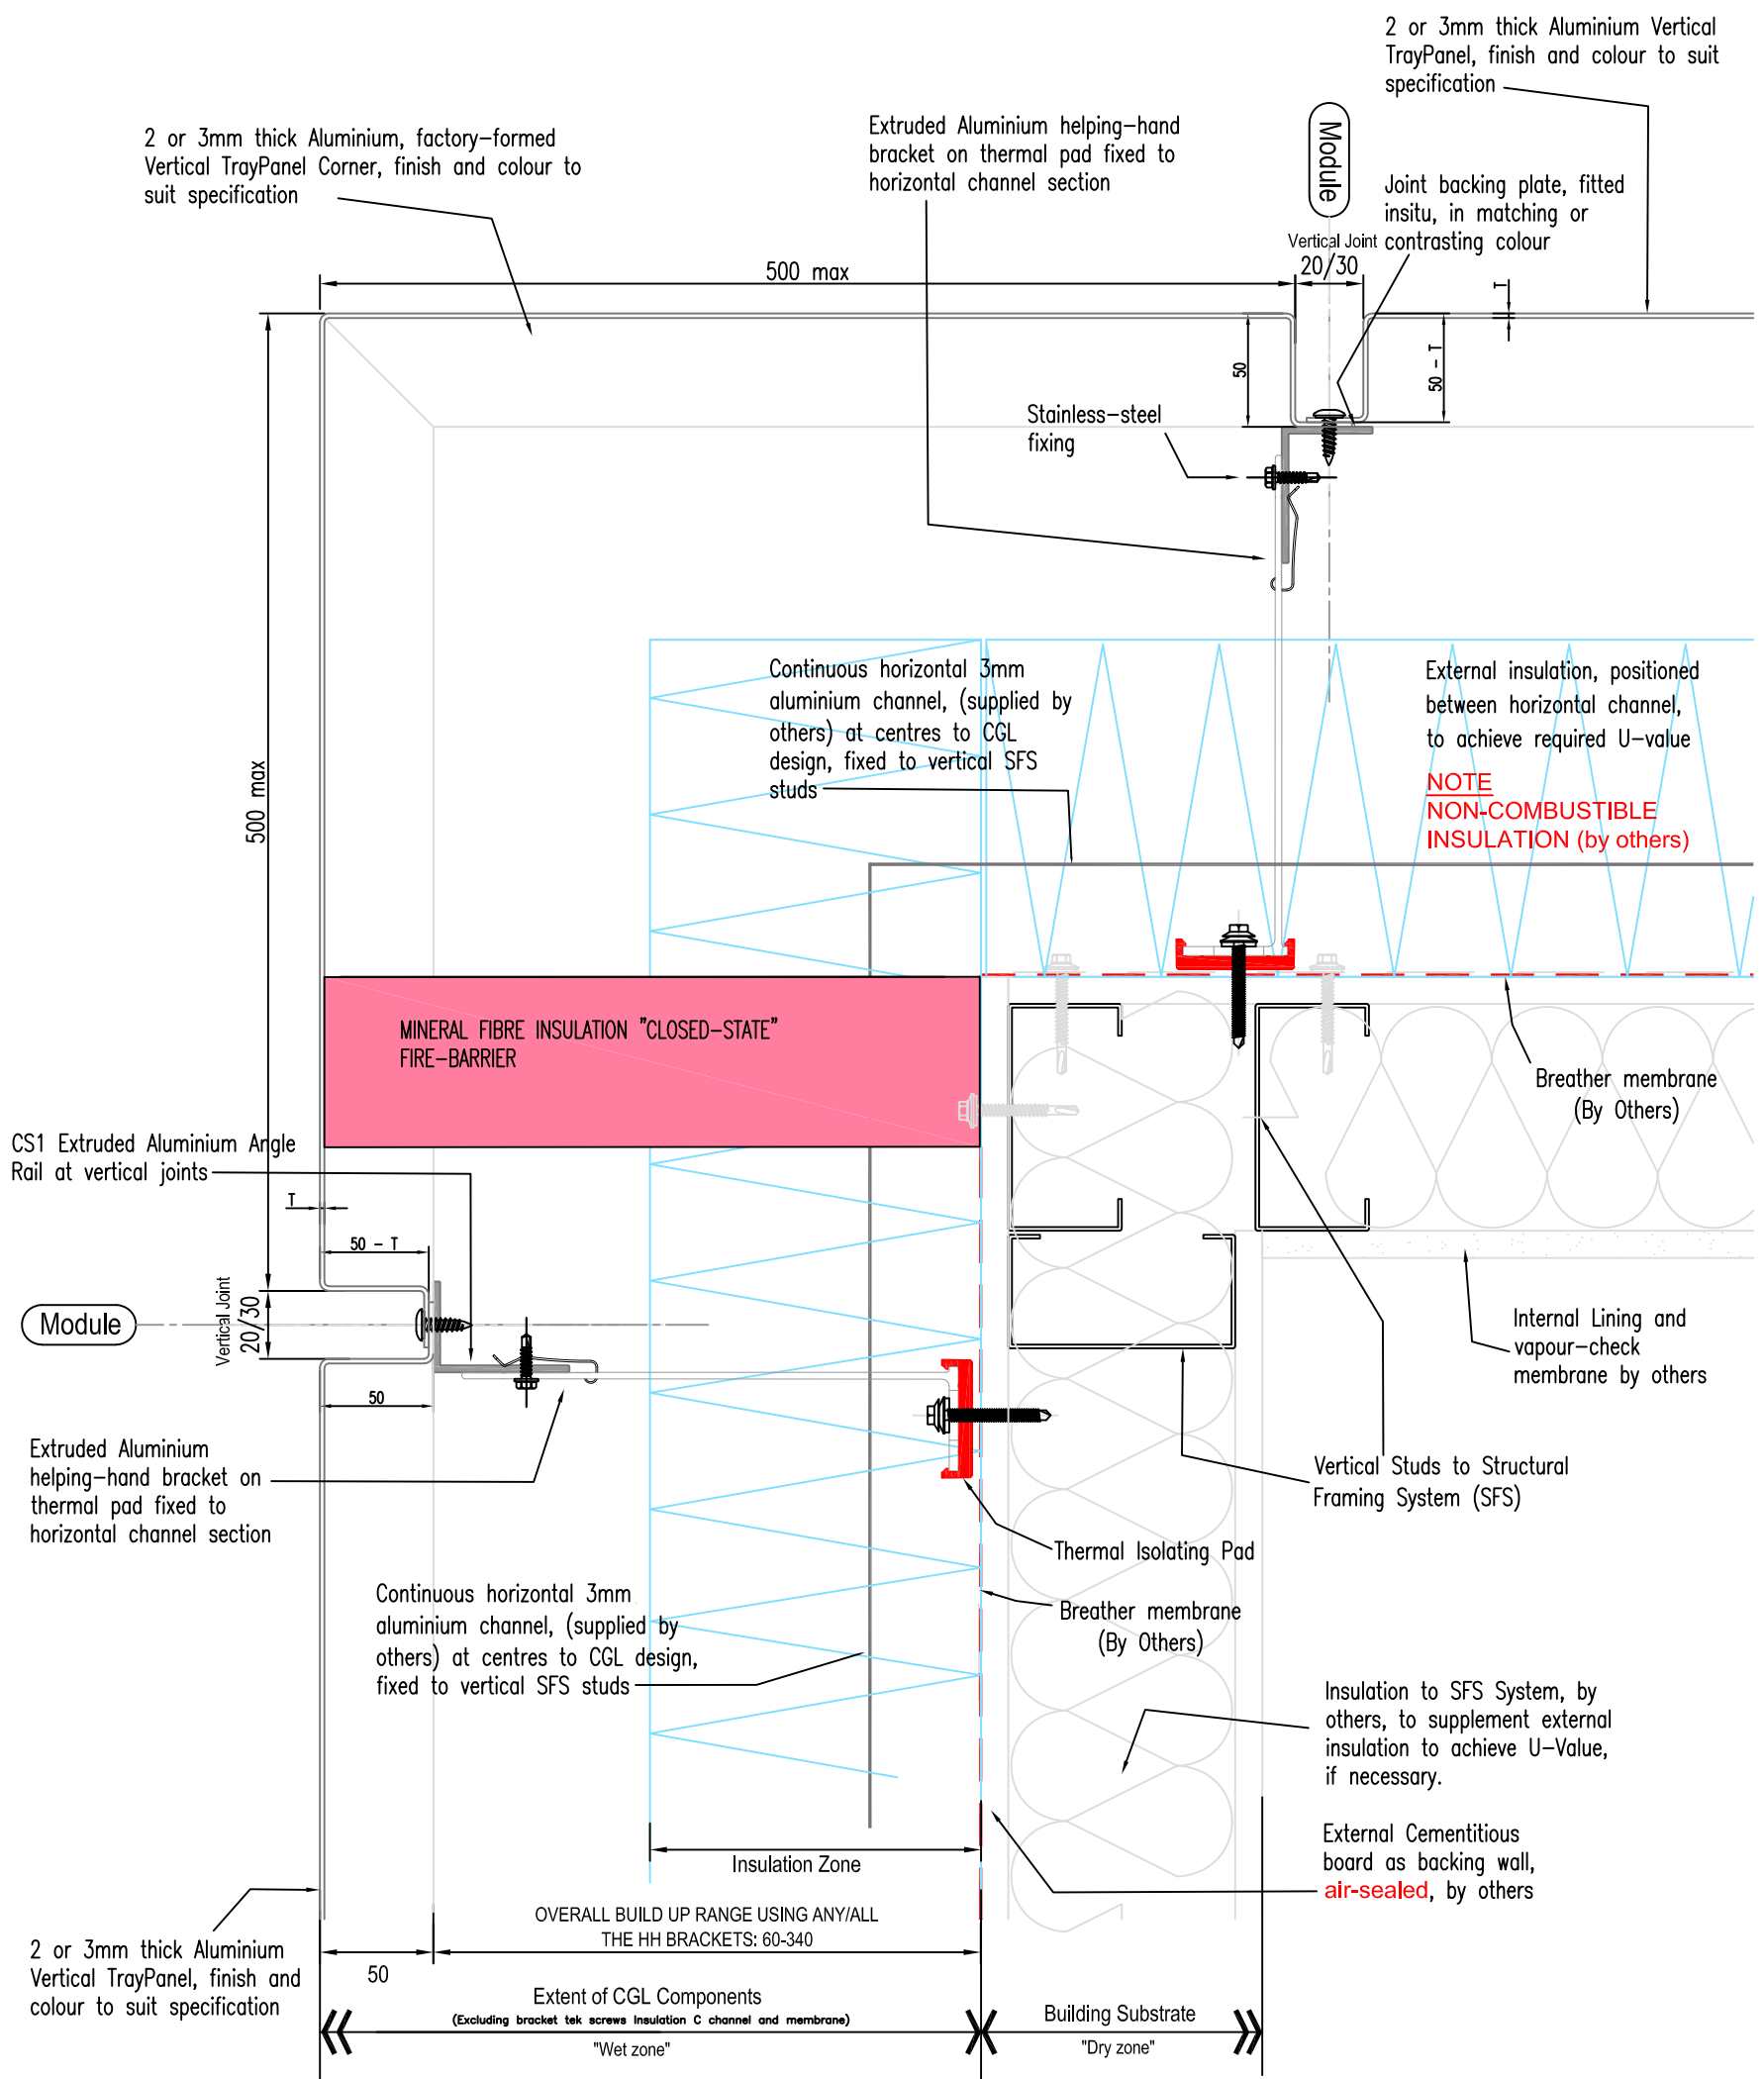 2 or 3mm thick Aluminium Vertical
TrayPanel, finish and colour to suit
specification
2 or 3mm thick Aluminium, factory-formed
Vertical TrayPanel Corner, finish and colour to
suit specification
Extruded Aluminium helping-hand
bracket on thermal pad fixed to
horizontal channel section
Module
Joint backing plate, fitted
insitu, in matching or
contrasting colour
Vertical Joint
20/30
500 max
T
50
50 - T
Stainless-steel
fixing
500 max
Continuous horizontal 3mm
aluminium channel, (supplied by
others) at centres to CGL
design, fixed to vertical SFS
studs
External insulation, positioned
between horizontal channel,
to achieve required U-value
NOTE
NON-COMBUSTIBLE
INSULATION (by others)
MINERAL FIBRE INSULATION "CLOSED-STATE"
FIRE-BARRIER
Breather membrane
(By Others)
CS1 Extruded Aluminium Angle
Rail at vertical joints
T
50 - T
Vertical Joint
20/30
Module
50
Internal Lining and
vapour-check
membrane by others
Extruded Aluminium
helping-hand bracket on
thermal pad fixed to
horizontal channel section
Vertical Studs to Structural
Framing System (SFS)
Thermal Isolating Pad
Continuous horizontal 3mm
aluminium channel, (supplied by
others) at centres to CGL design,
fixed to vertical SFS studs
Breather membrane
(By Others)
Insulation to SFS System, by
others, to supplement external
insulation to achieve U-Value,
if necessary.
External Cementitious
board as backing wall,
air-sealed, by others
Insulation Zone
OVERALL BUILD UP RANGE USING ANY/ALL
THE HH BRACKETS: 60-340
2 or 3mm thick Aluminium
Vertical TrayPanel, finish and
colour to suit specification
50
Extent of CGL Components
(Excluding bracket tek screws Insulation C channel and membrane)
"Wet zone"
Building Substrate
"Dry zone"